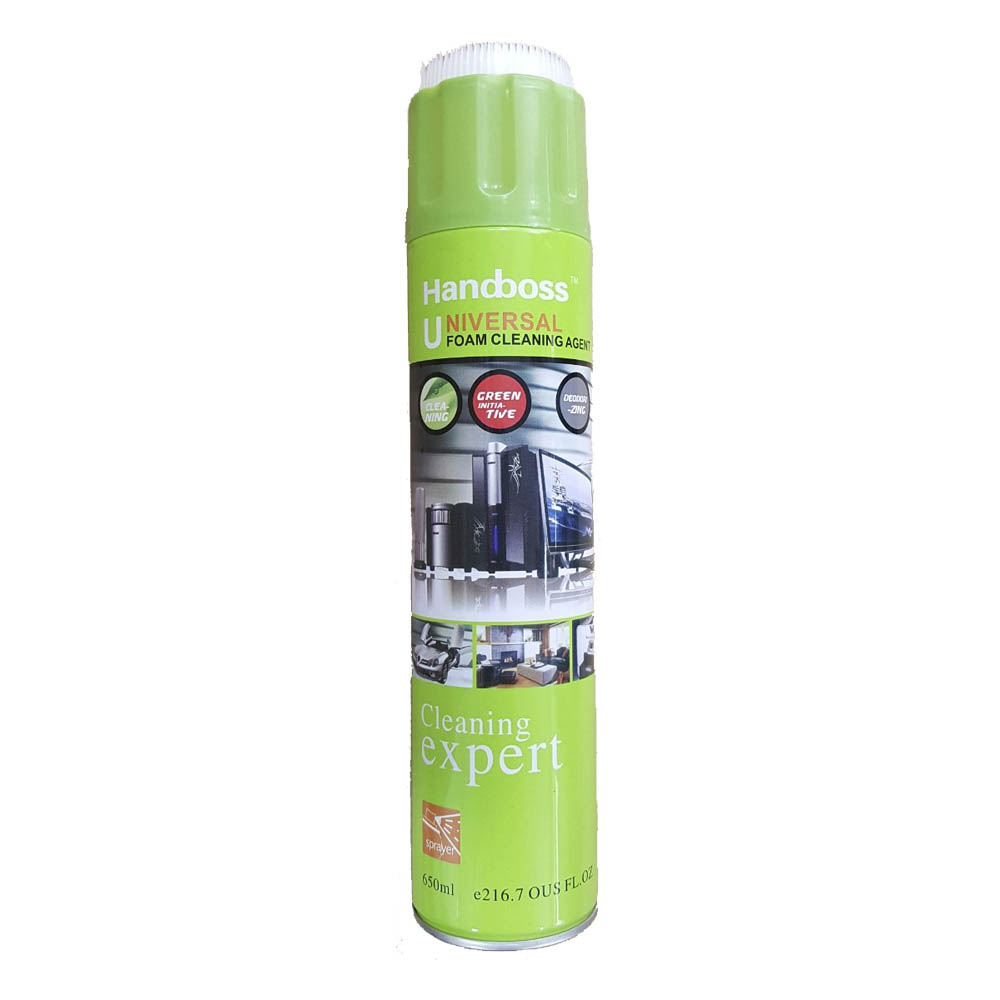 Handboss™
UNIVERSAL
FOAM CLEANING AGENT
CLEA-
NING
GREEN
INITIA-
TIVE
DEODORI
-ZING
Cleaning
expert
sprayer
650ml e216.7 OUS FL.OZ